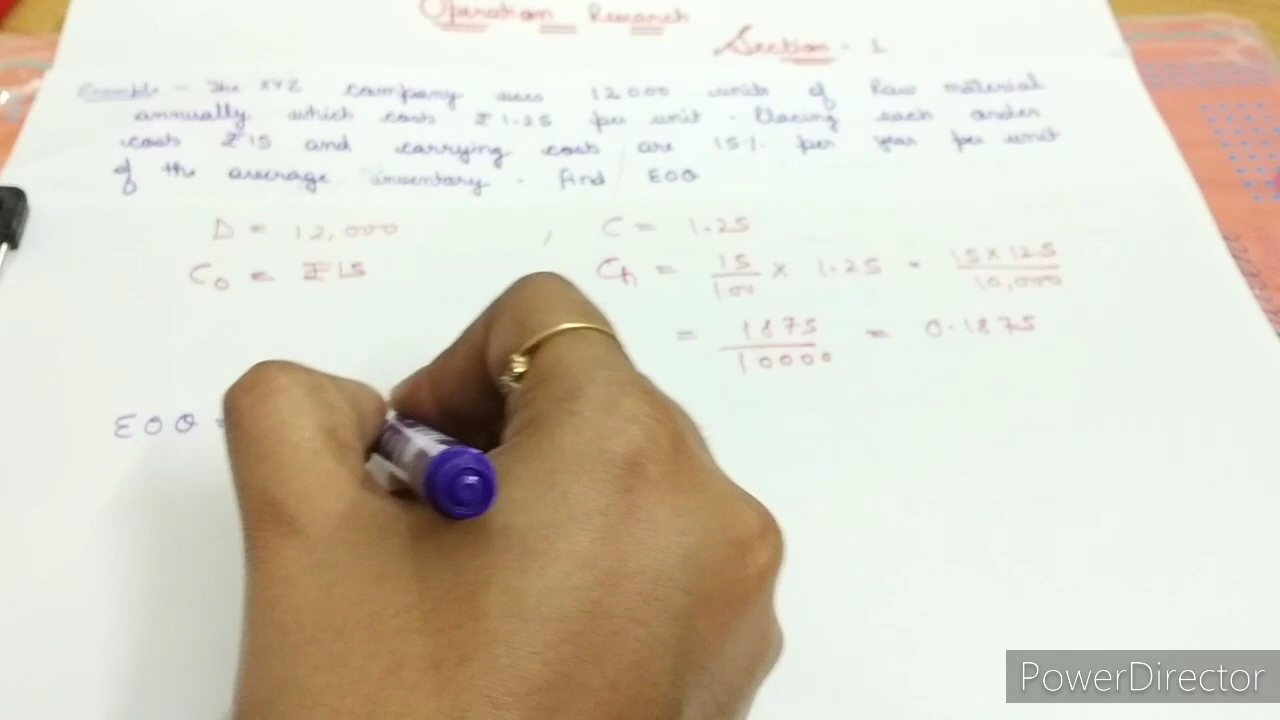 Operation Research
Section - 1
Example - The XYZ company uses 12000 units of Raw material
annually which costs ₹1.25 per unit. Placing each order
costs ₹15 and carrying costs are 15% per year per unit
of the average inventory. Find EOQ
D = 12,000 , C = 1.25
C₀ = ₹15 Cₕ = 15/100 × 1.25 = 15×125/10,000
= 1875/10000 = 0.1875
EOQ =
PowerDirector